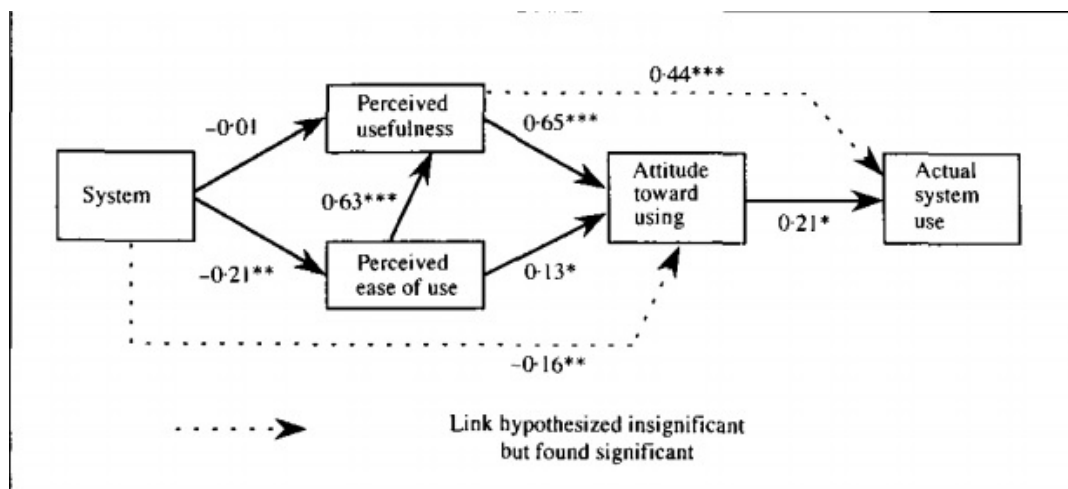 0·44***
Perceived
usefulness
–0·01
0·65***
System
0·63***
Attitude
toward
using
Actual
system
use
0·21*
–0·21**
Perceived
ease of use
0·13*
–0·16**
Link hypothesized insignificant
but found significant